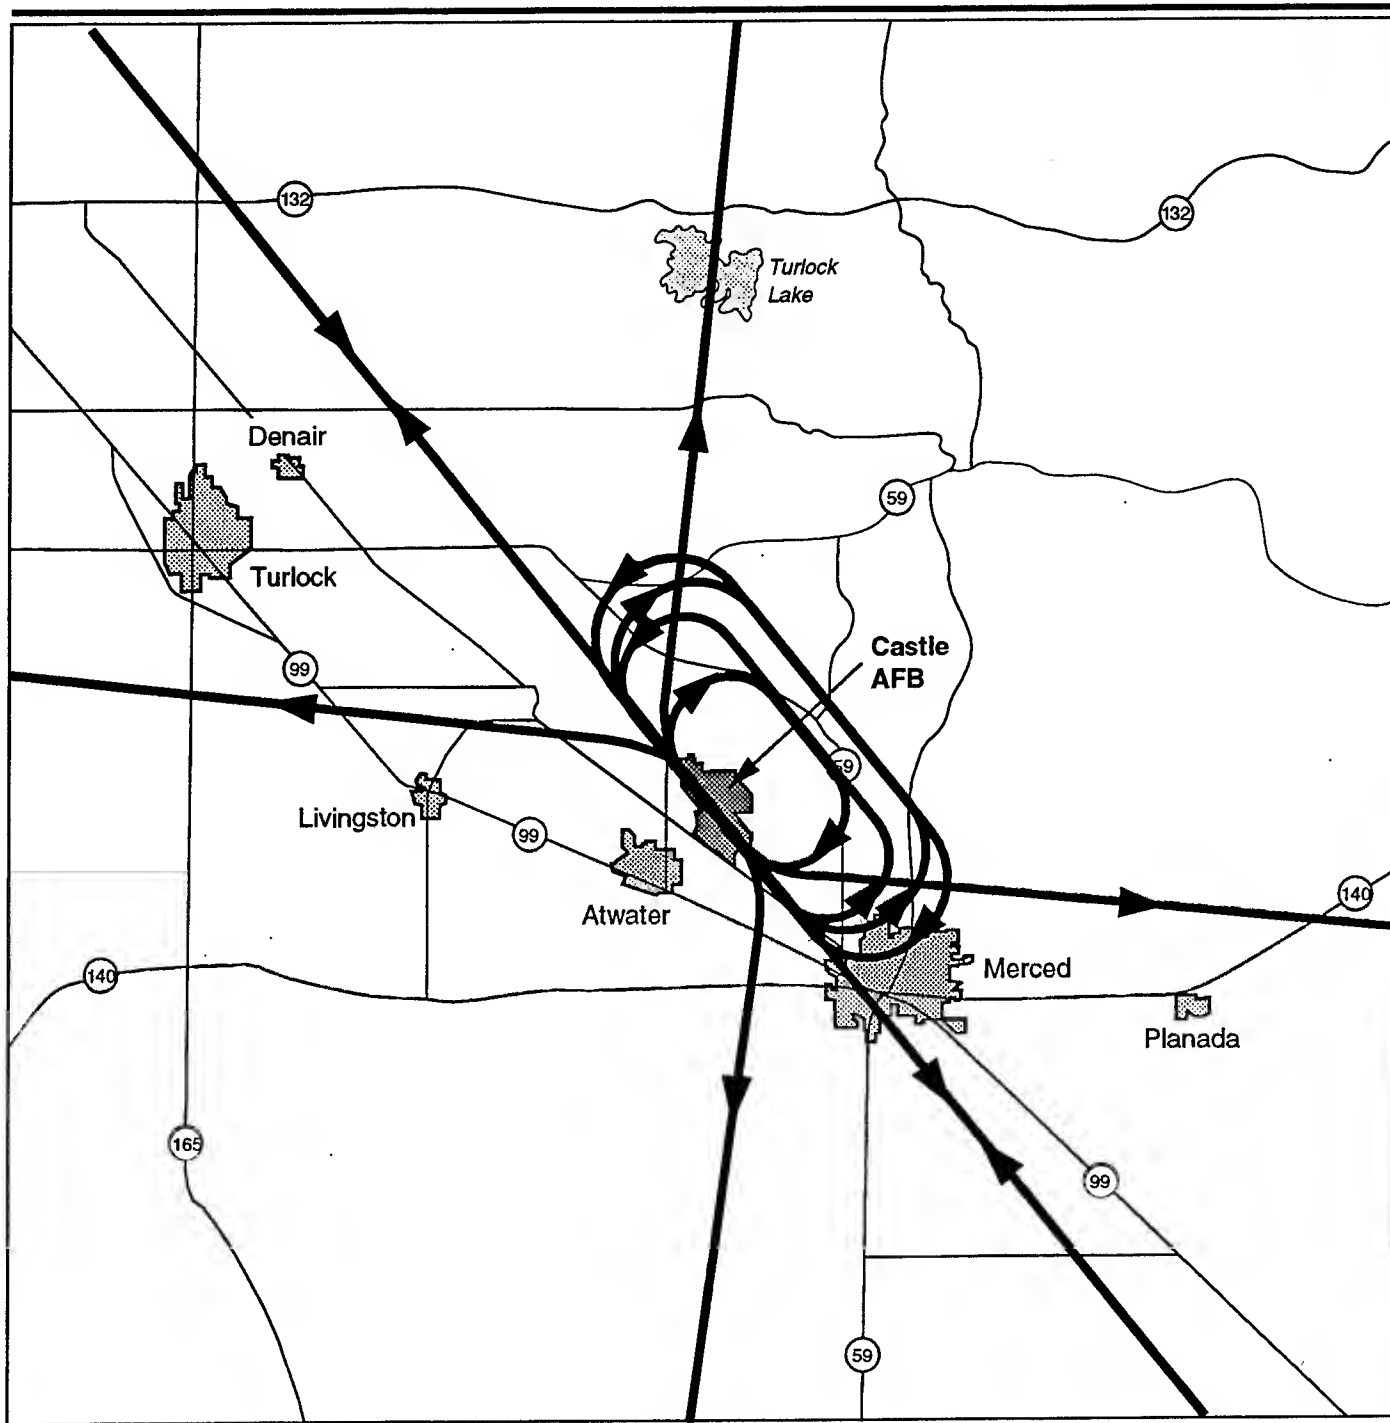 132
132
Turlock
Lake
Denair
59
Turlock
Castle
AFB
99
59
Livingston
99
Atwater
140
Merced
140
Planada
165
99
59